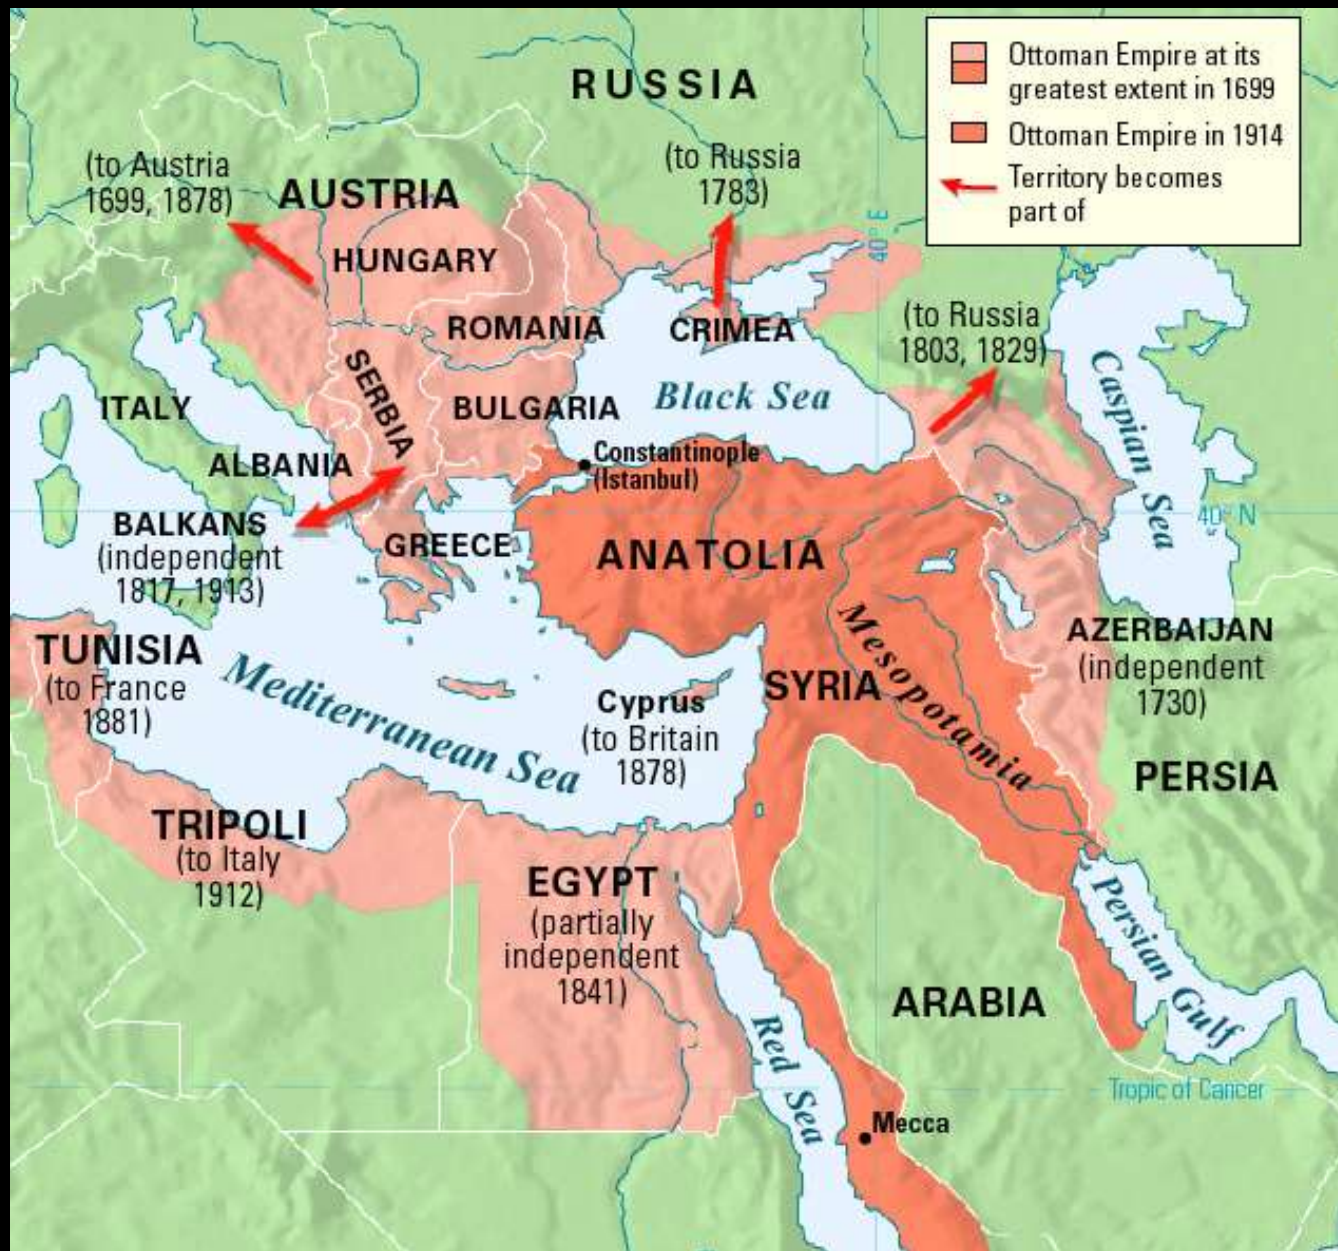 Ottoman Empire at its
greatest extent in 1699
Ottoman Empire in 1914
Territory becomes
part of
RUSSIA
(to Austria
1699, 1878)
AUSTRIA
(to Russia
1783)
40° E
HUNGARY
ROMANIA
CRIMEA
(to Russia
1803, 1829)
Caspian Sea
ITALY
SERBIA
BULGARIA
Black Sea
ALBANIA
Constantinople
(Istanbul)
40° N
BALKANS
(independent
1817, 1913)
GREECE
ANATOLIA
Mesopotamia
AZERBAIJAN
(independent
1730)
TUNISIA
(to France
1881)
Mediterranean Sea
Cyprus
(to Britain
1878)
SYRIA
PERSIA
TRIPOLI
(to Italy
1912)
EGYPT
(partially
independent
1841)
Persian Gulf
ARABIA
Red Sea
Tropic of Cancer
Mecca